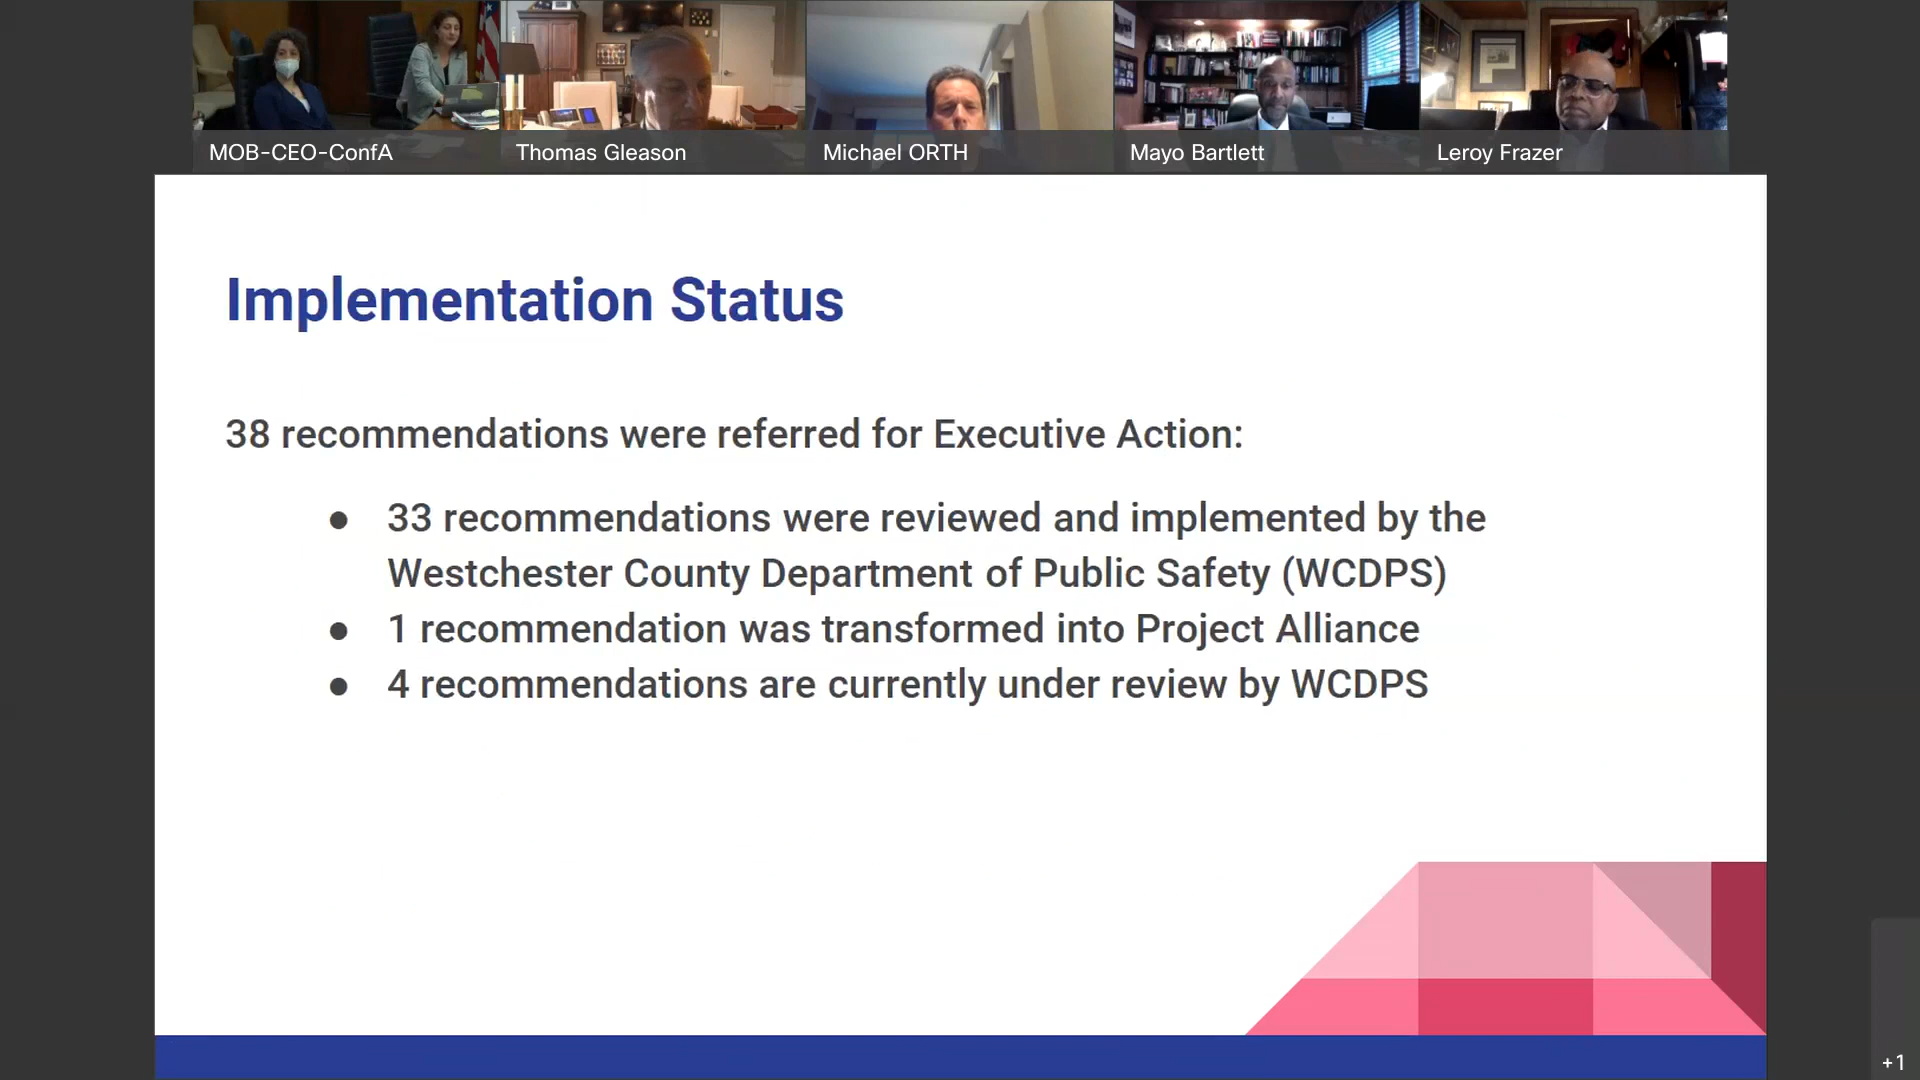 MOB-CEO-ConfA
Thomas Gleason
Michael ORTH
Mayo Bartlett
Leroy Frazer
Implementation Status
38 recommendations were referred for Executive Action:
● 33 recommendations were reviewed and implemented by the
Westchester County Department of Public Safety (WCDPS)
● 1 recommendation was transformed into Project Alliance
● 4 recommendations are currently under review by WCDPS
+1